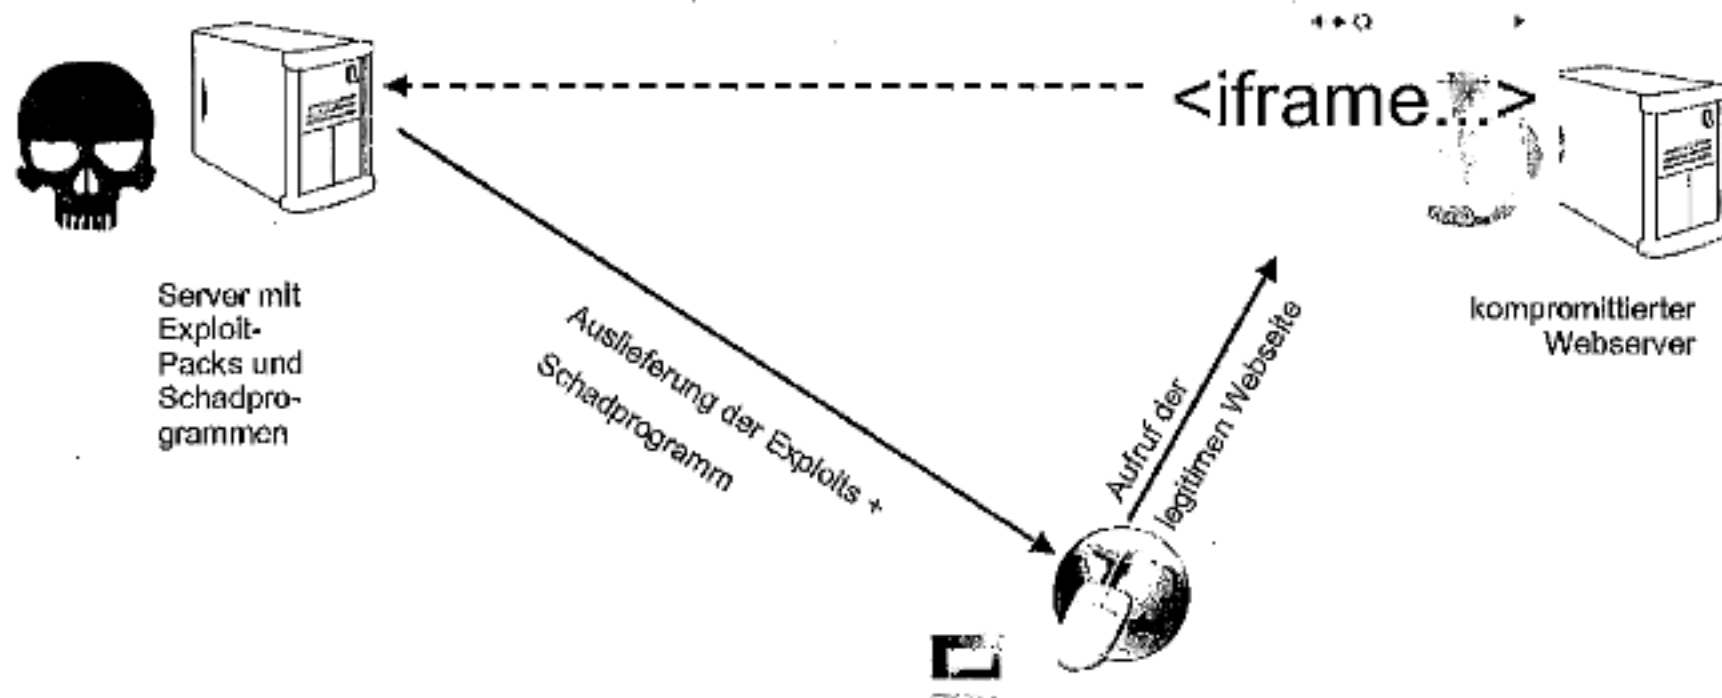 <iframe...>
Server mit
Exploit-
Packs und
Schadpro-
grammen
kompromittierter
Webserver
Auslieferung der Exploits +
Schadprogramm
Aufruf der
legitimen Webseite